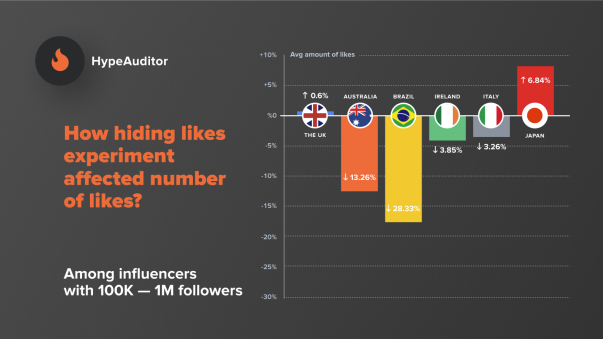 HypeAuditor
How hiding likes
experiment
affected number
of likes?
Among influencers
with 100K — 1M followers
Avg amount of likes
+10%
+5%
%0
-5%
-10%
-15%
-20%
-25%
-30%
↑ 0.6%
THE UK
AUSTRALIA
↓ 13.26%
BRAZIL
↓ 28.33%
IRELAND
↓ 3.85%
ITALY
↓ 3.26%
↑ 6.84%
JAPAN